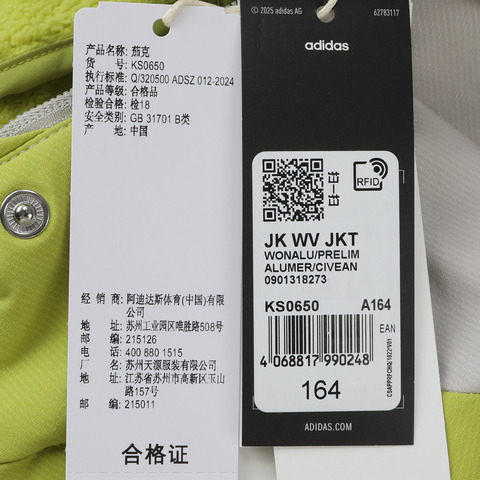 产品名称: 茄克
货 号: KS0650
执行标准: Q/320500 ADSZ 012-2024
产品等级: 合格品
检验合格: 检18
安全类别: GB 31701 B类
产 地: 中国
经 销 商: 阿迪达斯体育(中国)有限
公司
地 址: 苏州工业园区唯胜路508号
邮 编: 215126
电 话: 400 880 1515
厂 名: 苏州天源服装有限公司
地 址: 江苏省苏州市高新区玉山
路157号
邮 编: 215011
合格证
© 2025 adidas AG
62783117
adidas
RFID
JK WV JKT
WONALU/PRELIM
ALUMER/CIVEAN
0901318273
KS0650 A164
EAN
4 068817 990248
164
ADIDAS.COM